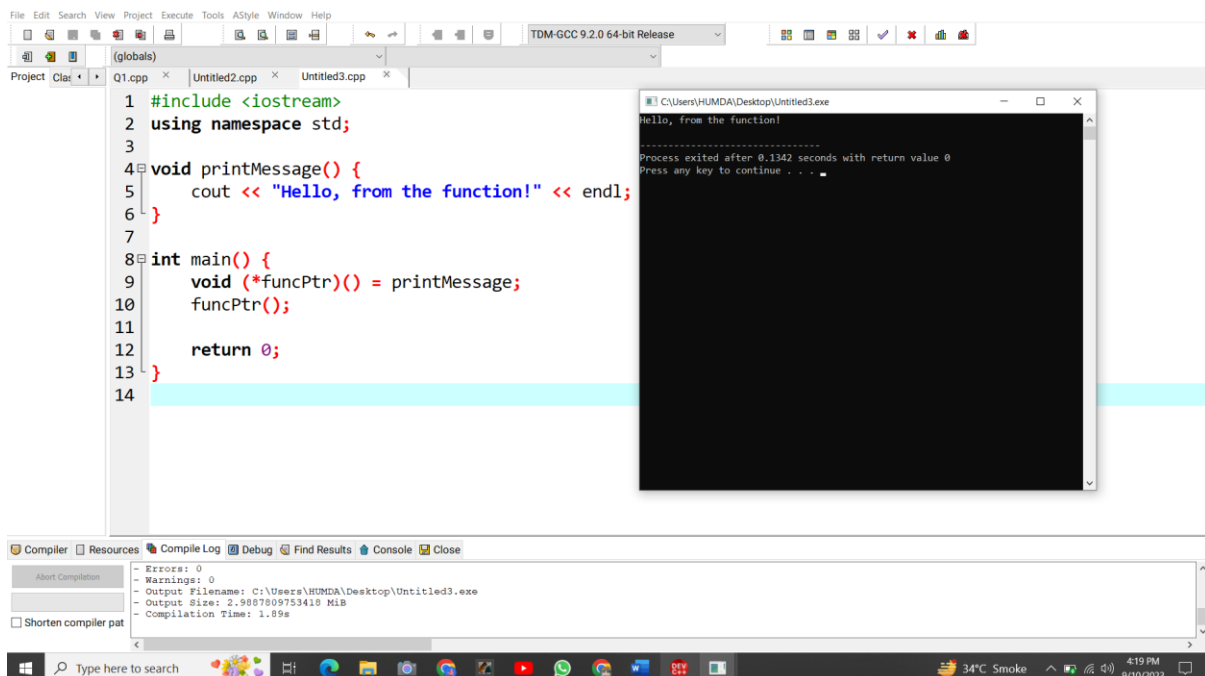 File Edit Search View Project Execute Tools AStyle Window Help
TDM-GCC 9.2.0 64-bit Release
(globals)
Project Clas Q1.cpp × Untitled2.cpp × Untitled3.cpp ×
1 #include <iostream>
2 using namespace std;
3
4 void printMessage() {
5 cout << "Hello, from the function!" << endl;
6 }
7
8 int main() {
9 void (*funcPtr)() = printMessage;
10 funcPtr();
11
12 return 0;
13 }
14
C:\Users\HUMDA\Desktop\Untitled3.exe
Hello, from the function!
--------------------------------
Process exited after 0.1342 seconds with return value 0
Press any key to continue . . .
Compiler Resources Compile Log Debug Find Results Console Close
Abort Compilation
Shorten compiler pat
- Errors: 0
- Warnings: 0
- Output Filename: C:\Users\HUMDA\Desktop\Untitled3.exe
- Output Size: 2.9887809753418 MiB
- Compilation Time: 1.89s
Type here to search
DEV C++
34°C Smoke
4:19 PM
9/10/2023